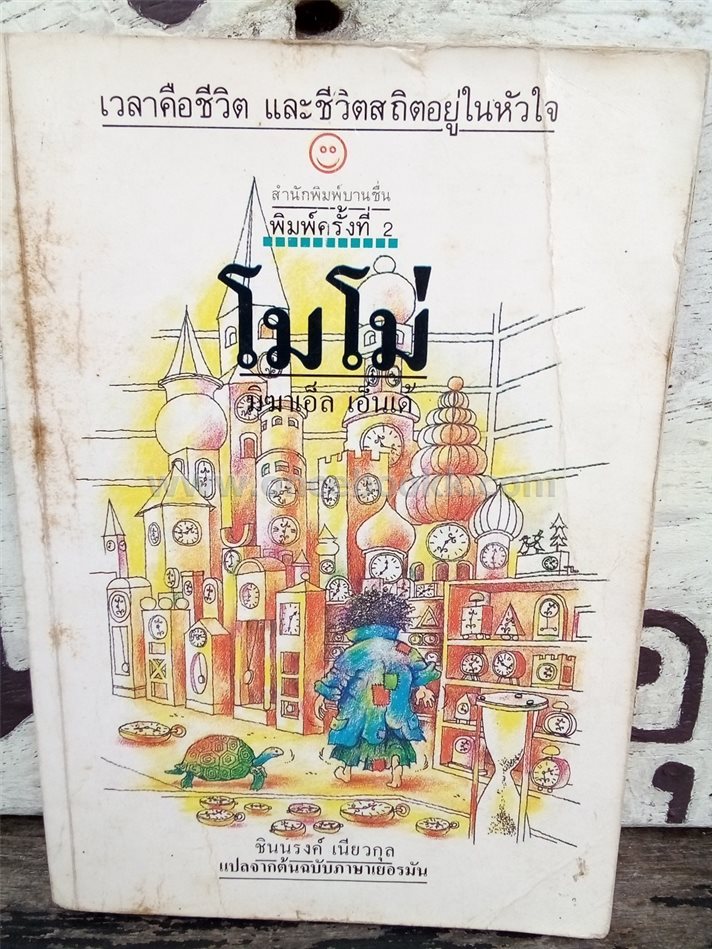 เวลาคือชีวิต และชีวิตสถิตอยู่ในหัวใจ
สำนักพิมพ์บานชื่น
พิมพ์ครั้งที่ 2
โมโม่
มิฆาเอ็ล เอ็นเด้
ชินนรงค์ เนียวกุล
แปลจากต้นฉบับภาษาเยอรมัน